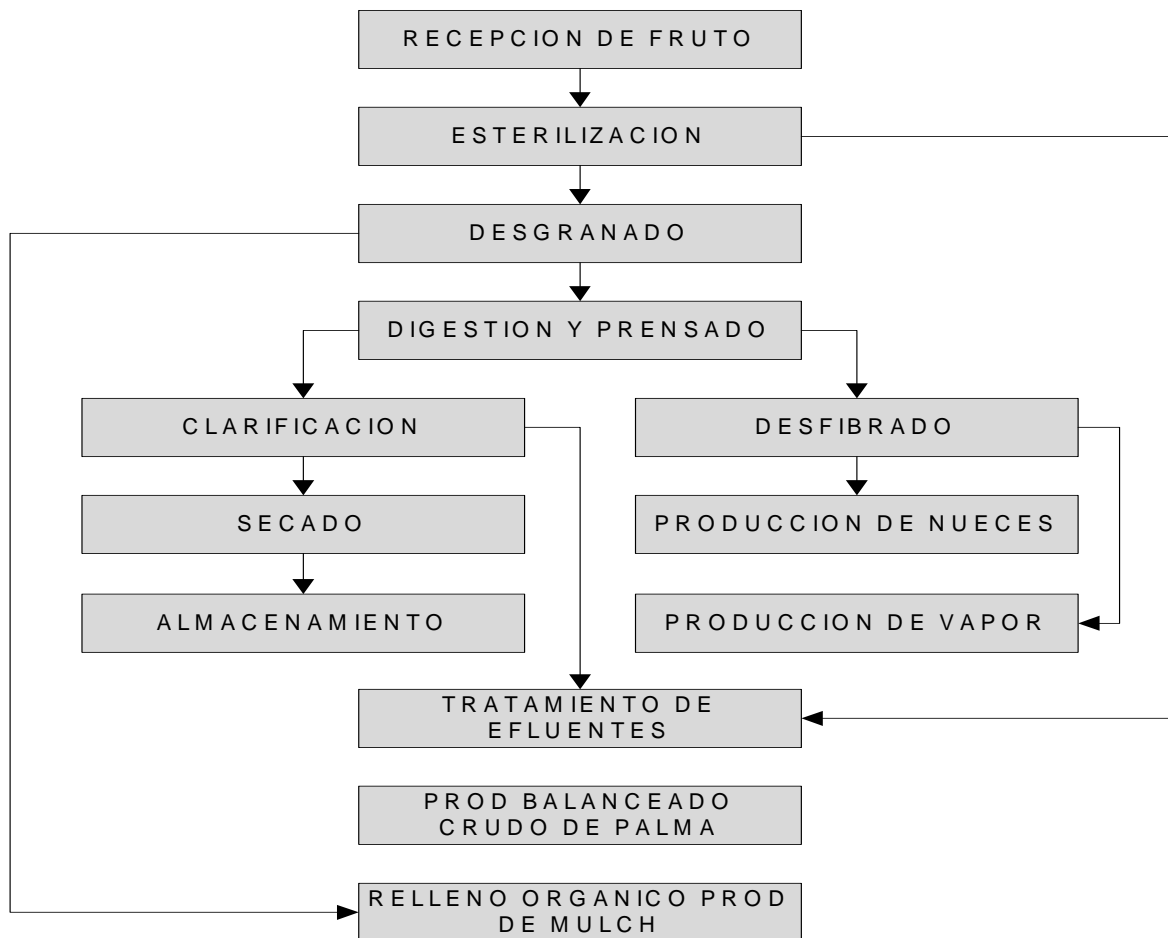 RECEPCION DE FRUTO
ESTERILIZACION
DESGRANADO
DIGESTION Y PRENSADO
CLARIFICACION
DESFIBRADO
SECADO
PRODUCCION DE NUECES
ALMACENAMIENTO
PRODUCCION DE VAPOR
TRATAMIENTO DE
EFLUENTES
PROD BALANCEADO
CRUDO DE PALMA
RELLENO ORGANICO PROD
DE MULCH